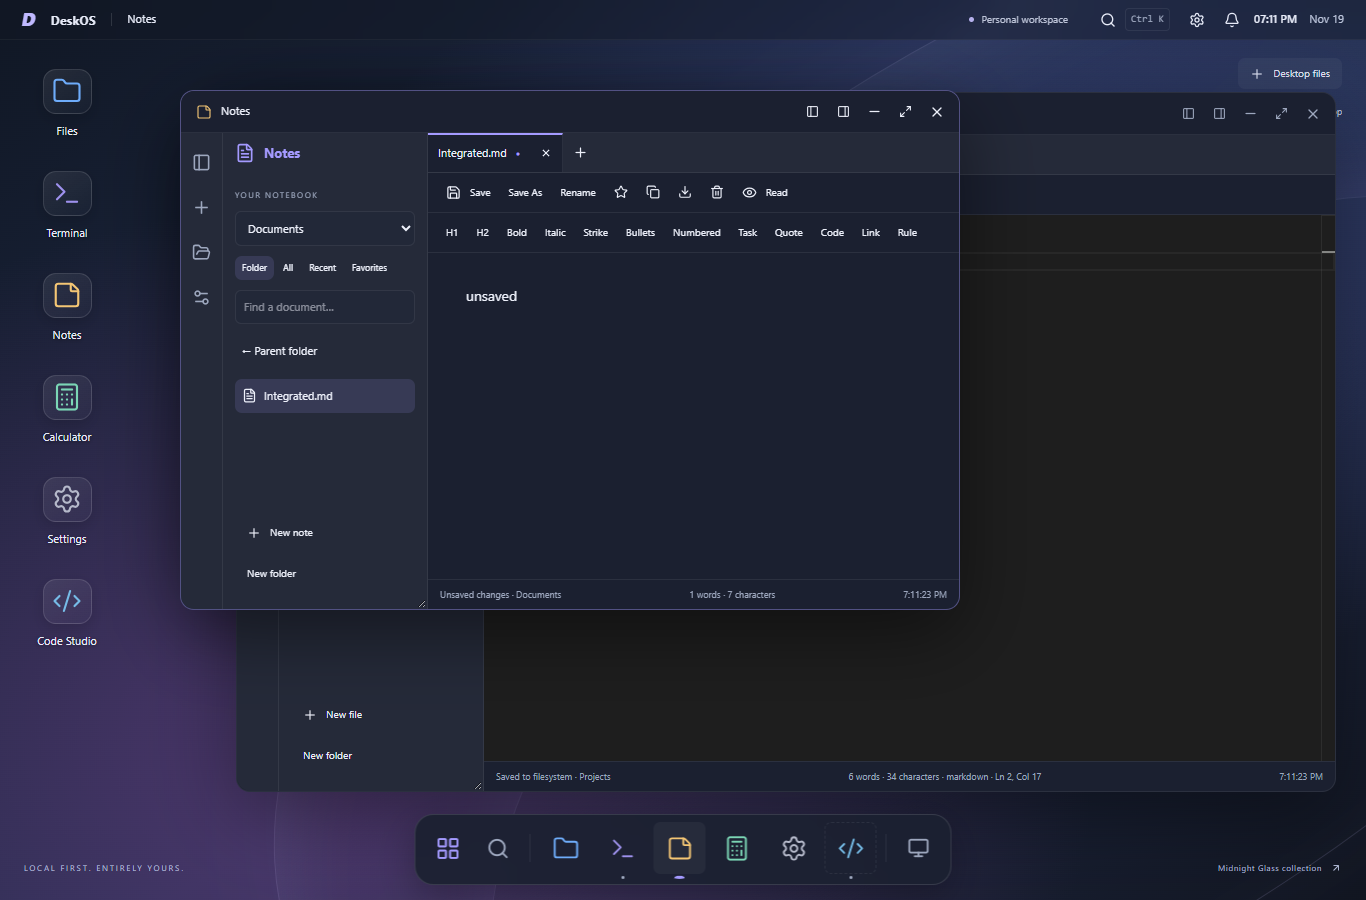 DeskOS
Notes
Personal workspace
Ctrl K
07:11 PM
Nov 19
Files
Terminal
Notes
Calculator
Settings
Code Studio
Desktop files
Notes
Notes
YOUR NOTEBOOK
Documents
Folder All Recent Favorites
Find a document...
← Parent folder
Integrated.md
New note
New folder
Integrated.md
Save Save As Rename Read
H1 H2 Bold Italic Strike Bullets Numbered Task Quote Code Link Rule
unsaved
Unsaved changes · Documents
1 words · 7 characters
7:11:23 PM
New file
New folder
Saved to filesystem · Projects
6 words · 34 characters · markdown · Ln 2, Col 17
7:11:23 PM
LOCAL FIRST. ENTIRELY YOURS.
Midnight Glass collection